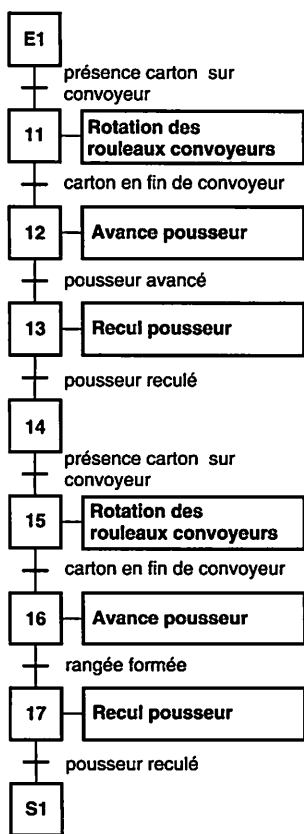 E1
présence carton sur
convoyeur
11
Rotation des
rouleaux convoyeurs
carton en fin de convoyeur
12
Avance pousseur
pousseur avancé
13
Recul pousseur
pousseur reculé
14
présence carton sur
convoyeur
15
Rotation des
rouleaux convoyeurs
carton en fin de convoyeur
16
Avance pousseur
rangée formée
17
Recul pousseur
pousseur reculé
S1